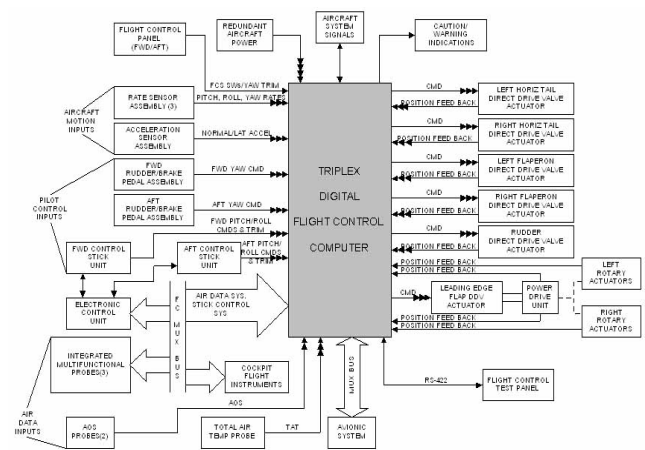 FLIGHT CONTROL
PANEL
(FWD/AFT)
REDUNDANT
AIRCRAFT
POWER
AIRCRAFT
SYSTEM
SIGNALS
CAUTION/
WARNING
INDICATIONS
FCS SWS/YAW TRIM
AIRCRAFT
MOTION
INPUTS
RATE SENSOR
ASSEMBLY (3)
PITCH, ROLL, YAW RATES
ACCELERATION
SENSOR
ASSEMBLY
NORMAL/LAT ACCEL
PILOT
CONTROL
INPUTS
FWD
RUDDER/BRAKE
PEDAL ASSEMBLY
FWD YAW CMD
AFT
RUDDER/BRAKE
PEDAL ASSEMBLY
AFT YAW CMD
FWD PITCH/ROLL
CMDS & TRIM
FWD CONTROL
STICK
UNIT
AFT CONTROL
STICK
UNIT
AFT PITCH/
ROLL CMDS &
TRIM
ELECTRONIC
CONTROL
UNIT
FC MUX BUS
AIR DATA SYS.
STICK CONTROL
SYS
INTEGRATED
MULTIFUNCTIONAL
PROBES(3)
COCKPIT
FLIGHT
INSTRUMENTS
AIR
DATA
INPUTS
AOS
PROBES(2)
AOS
TOTAL AIR
TEMP PROBE
TAT
TRIPLEX
DIGITAL
FLIGHT CONTROL
COMPUTER
MUX BUS
AVIONIC
SYSTEM
CMD
POSITION FEED BACK
LEFT HORIZ TAIL
DIRECT DRIVE VALVE
ACTUATOR
CMD
POSITION FEED BACK
RIGHT HORIZ TAIL
DIRECT DRIVE VALVE
ACTUATOR
CMD
POSITION FEED BACK
LEFT FLAPERON
DIRECT DRIVE VALVE
ACTUATOR
CMD
POSITION FEED BACK
RIGHT FLAPERON
DIRECT DRIVE VALVE
ACTUATOR
CMD
POSITION FEED BACK
RUDDER
DIRECT DRIVE VALVE
ACTUATOR
POSITION FEED BACK
POSITION FEED BACK
CMD
LEADING EDGE
FLAP DDV
ACTUATOR
POWER
DRIVE
UNIT
LEFT
ROTARY
ACTUATORS
POSITION FEED BACK
POSITION FEED BACK
RIGHT
ROTARY
ACTUATORS
RS-422
FLIGHT CONTROL
TEST PANEL